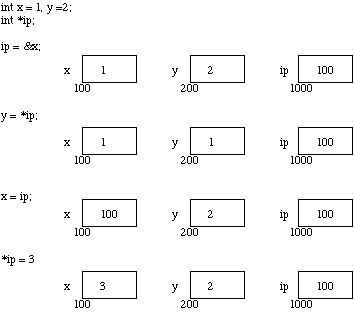 int x = 1, y =2;
int *ip;
ip = &x;
x 1 y 2 ip 100
100 200 1000
y = *ip;
x 1 y 1 ip 100
100 200 1000
x = ip;
x 100 y 2 ip 100
100 200 1000
*ip = 3
x 3 y 2 ip 100
100 200 1000